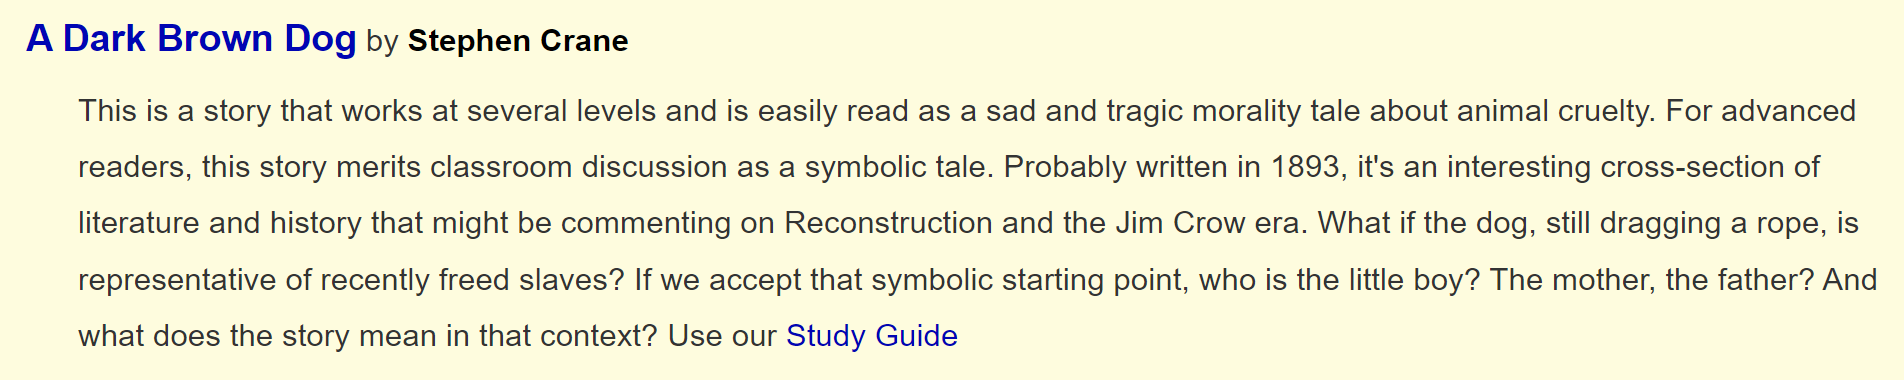 A Dark Brown Dog by Stephen Crane
This is a story that works at several levels and is easily read as a sad and tragic morality tale about animal cruelty. For advanced
readers, this story merits classroom discussion as a symbolic tale. Probably written in 1893, it's an interesting cross-section of
literature and history that might be commenting on Reconstruction and the Jim Crow era. What if the dog, still dragging a rope, is
representative of recently freed slaves? If we accept that symbolic starting point, who is the little boy? The mother, the father? And
what does the story mean in that context? Use our Study Guide